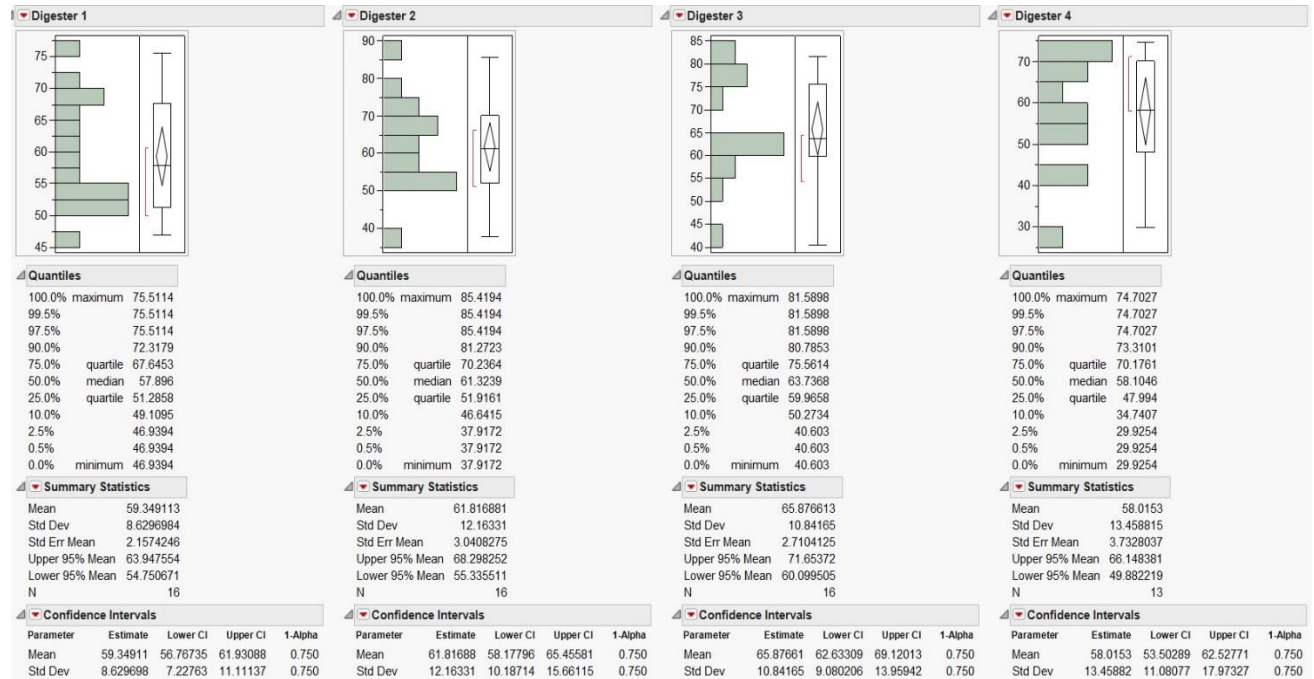 Digester 1
75
70
65
60
55
50
45
Quantiles
100.0% maximum 75.5114
99.5% 75.5114
97.5% 75.5114
90.0% 72.3179
75.0% quartile 67.6453
50.0% median 57.896
25.0% quartile 51.2858
10.0% 49.1095
2.5% 46.9394
0.5% 46.9394
0.0% minimum 46.9394
Summary Statistics
Mean 59.349113
Std Dev 8.6296984
Std Err Mean 2.1574246
Upper 95% Mean 63.947554
Lower 95% Mean 54.750671
N 16
Confidence Intervals
Parameter Estimate Lower CI Upper CI 1-Alpha
Mean 59.34911 56.76735 61.93088 0.750
Std Dev 8.629698 7.22763 11.11137 0.750
Digester 2
90
80
70
60
50
40
Quantiles
100.0% maximum 85.4194
99.5% 85.4194
97.5% 85.4194
90.0% 81.2723
75.0% quartile 70.2364
50.0% median 61.3239
25.0% quartile 51.9161
10.0% 46.6415
2.5% 37.9172
0.5% 37.9172
0.0% minimum 37.9172
Summary Statistics
Mean 61.816881
Std Dev 12.16331
Std Err Mean 3.0408275
Upper 95% Mean 68.298252
Lower 95% Mean 55.335511
N 16
Confidence Intervals
Parameter Estimate Lower CI Upper CI 1-Alpha
Mean 61.81688 58.17796 65.45581 0.750
Std Dev 12.16331 10.18714 15.66115 0.750
Digester 3
85
80
75
70
65
60
55
50
45
40
Quantiles
100.0% maximum 81.5898
99.5% 81.5898
97.5% 81.5898
90.0% 80.7853
75.0% quartile 75.5614
50.0% median 63.7368
25.0% quartile 59.9658
10.0% 50.2734
2.5% 40.603
0.5% 40.603
0.0% minimum 40.603
Summary Statistics
Mean 65.876613
Std Dev 10.84165
Std Err Mean 2.7104125
Upper 95% Mean 71.65372
Lower 95% Mean 60.099505
N 16
Confidence Intervals
Parameter Estimate Lower CI Upper CI 1-Alpha
Mean 65.87661 62.63309 69.12013 0.750
Std Dev 10.84165 9.080206 13.95942 0.750
Digester 4
70
60
50
40
30
Quantiles
100.0% maximum 74.7027
99.5% 74.7027
97.5% 74.7027
90.0% 73.3101
75.0% quartile 70.1761
50.0% median 58.1046
25.0% quartile 47.994
10.0% 34.7407
2.5% 29.9254
0.5% 29.9254
0.0% minimum 29.9254
Summary Statistics
Mean 58.0153
Std Dev 13.458815
Std Err Mean 3.7328037
Upper 95% Mean 66.148381
Lower 95% Mean 49.882219
N 13
Confidence Intervals
Parameter Estimate Lower CI Upper CI 1-Alpha
Mean 58.0153 53.50289 62.52771 0.750
Std Dev 13.45882 11.08077 17.97327 0.750